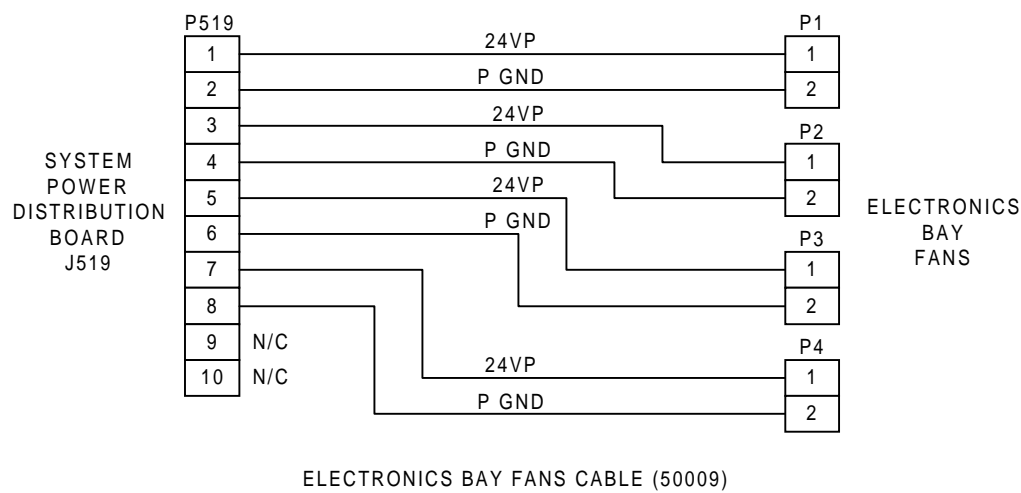 P519
P1
1
24VP
1
2
P GND
2
3
24VP
P2
4
P GND
1
5
24VP
2
6
P GND
P3
7
1
8
2
9 N/C
P4
10 N/C
24VP
1
P GND
2
SYSTEM
POWER
DISTRIBUTION
BOARD
J519
ELECTRONICS
BAY
FANS
ELECTRONICS BAY FANS CABLE (50009)